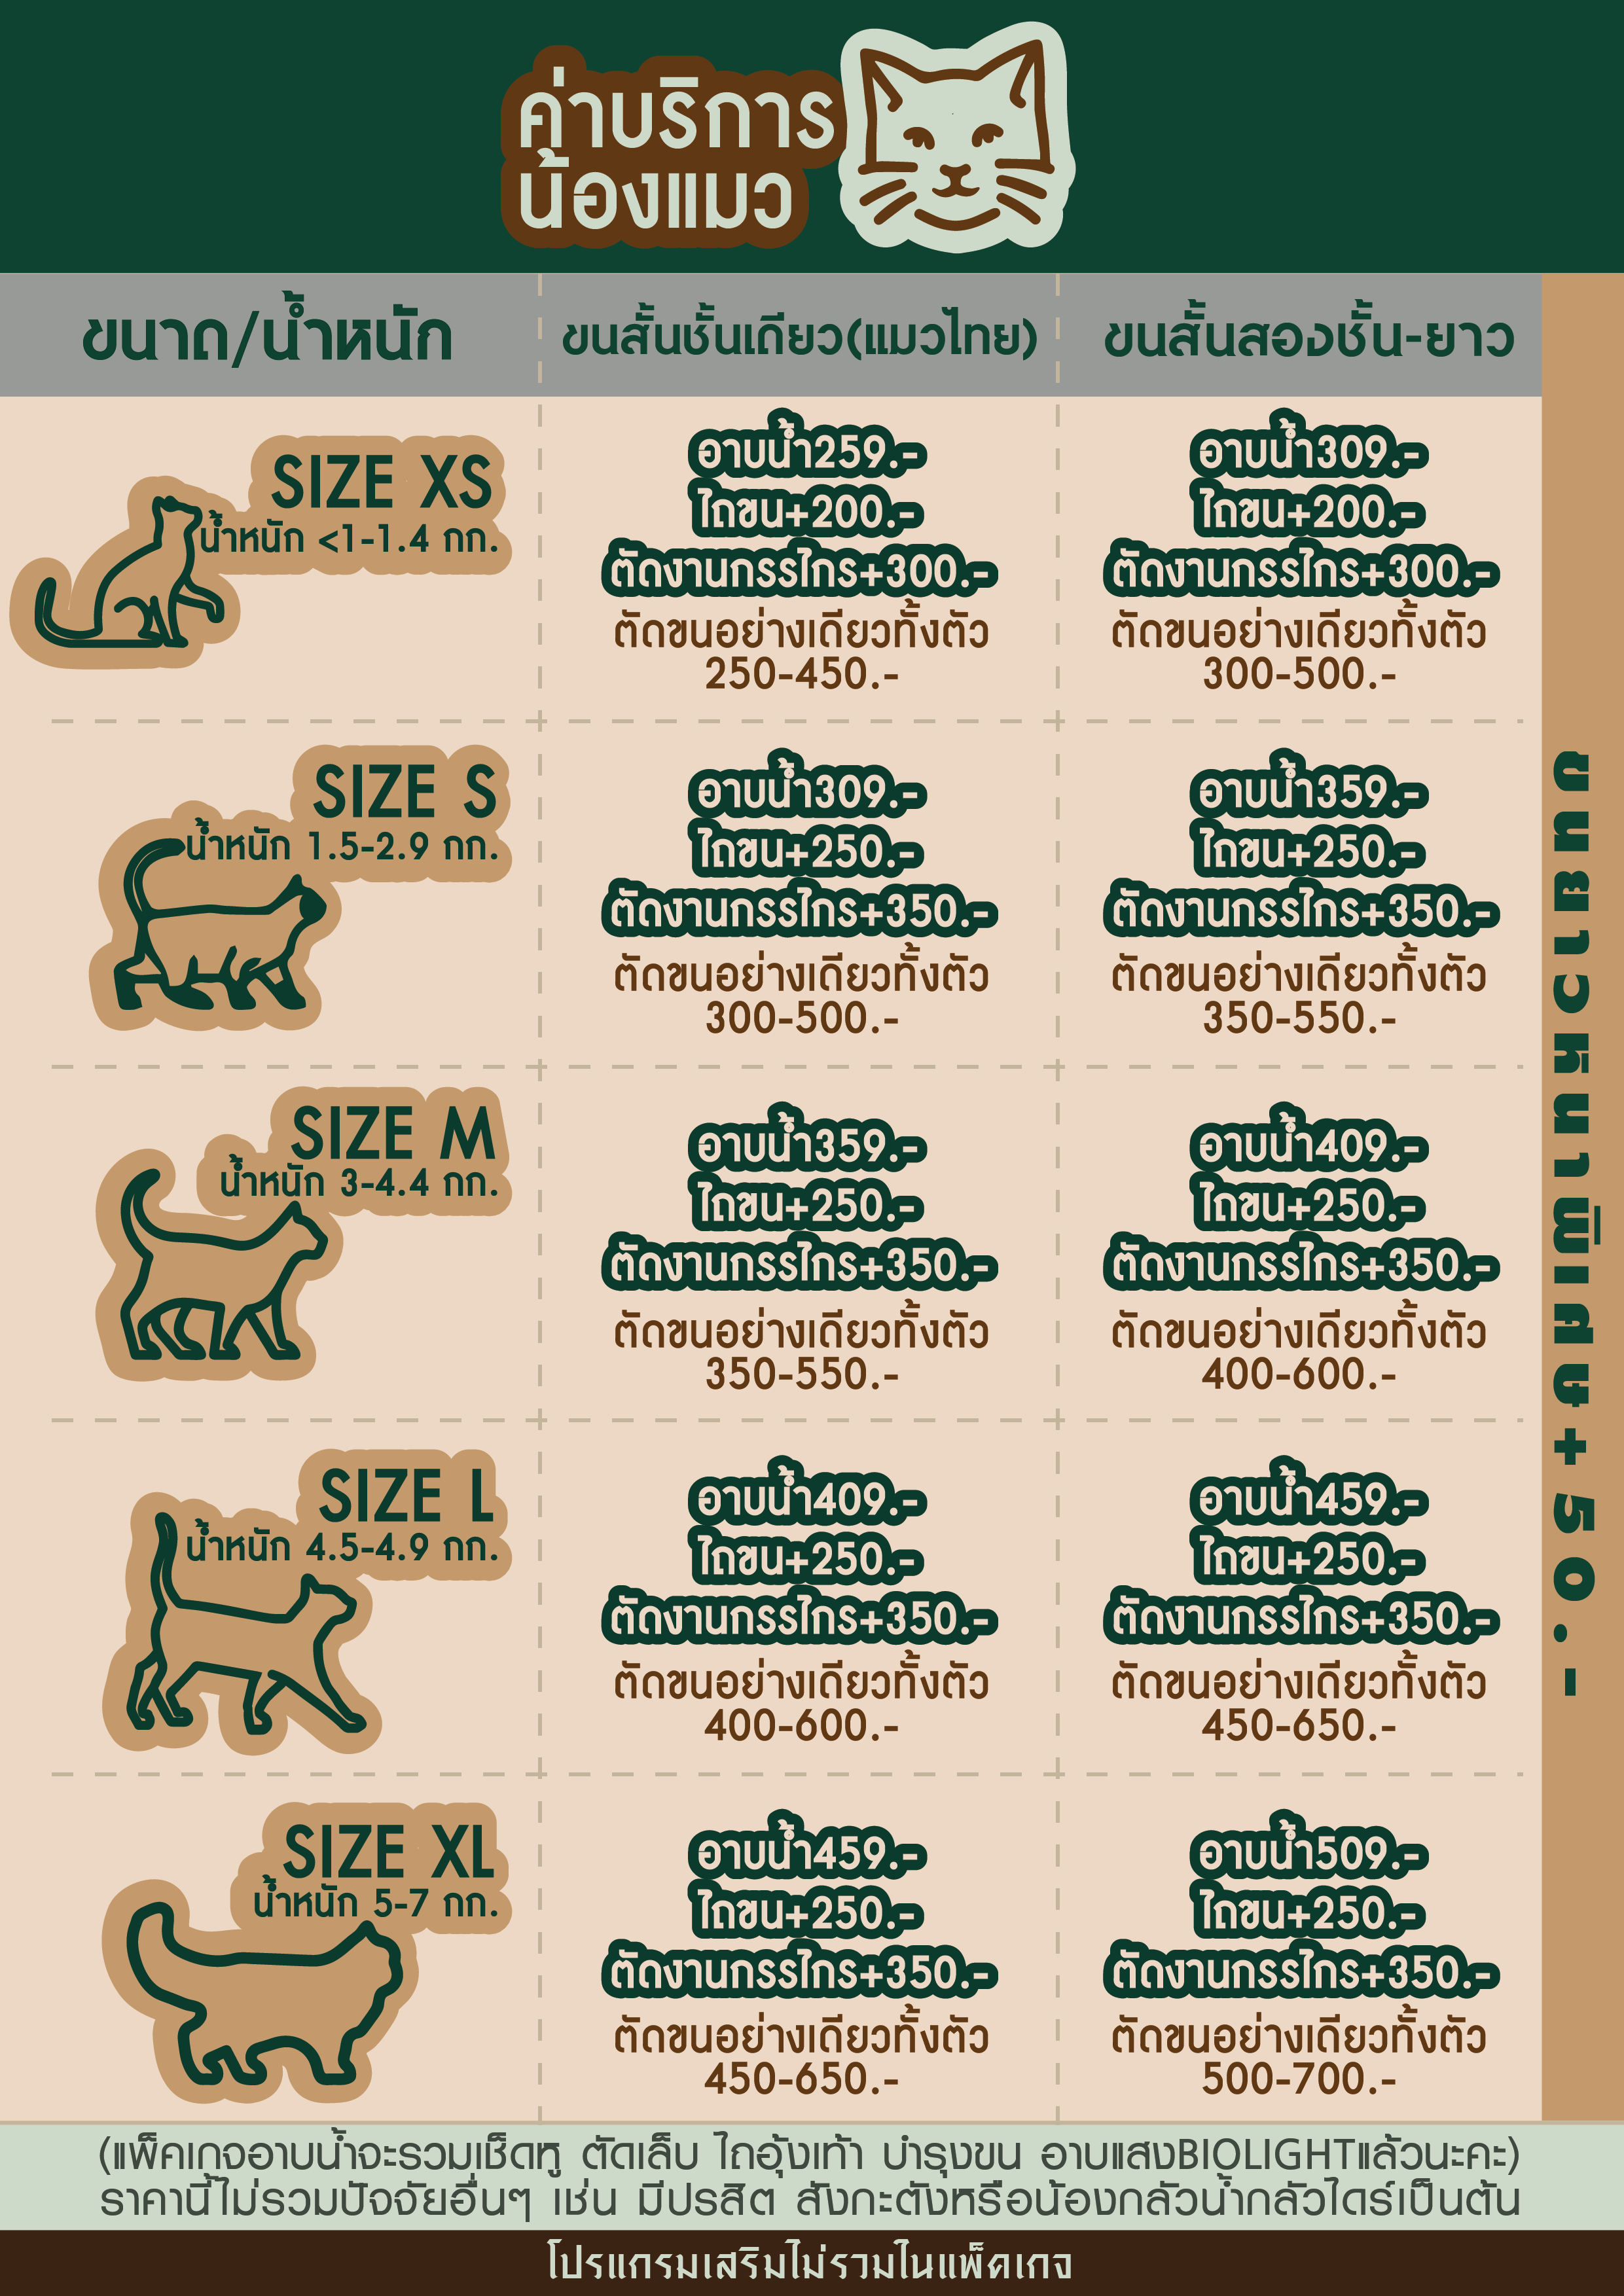 ค่าบริการ
น้องแมว
ขนาด/น้ำหนัก
ขนสั้นชั้นเดียว(แมวไทย)
ขนสั้นสองชั้น-ยาว
SIZE XS
น้ำหนัก <1-1.4 กก.
อาบน้ำ259.-
ไถขน+200.-
ตัดงานกรรไกร+300.-
ตัดขนอย่างเดียวทั้งตัว
250-450.-
อาบน้ำ309.-
ไถขน+200.-
ตัดงานกรรไกร+300.-
ตัดขนอย่างเดียวทั้งตัว
300-500.-
SIZE S
น้ำหนัก 1.5-2.9 กก.
อาบน้ำ309.-
ไถขน+250.-
ตัดงานกรรไกร+350.-
ตัดขนอย่างเดียวทั้งตัว
300-500.-
อาบน้ำ359.-
ไถขน+250.-
ตัดงานกรรไกร+350.-
ตัดขนอย่างเดียวทั้งตัว
350-550.-
SIZE M
น้ำหนัก 3-4.4 กก.
อาบน้ำ359.-
ไถขน+250.-
ตัดงานกรรไกร+350.-
ตัดขนอย่างเดียวทั้งตัว
350-550.-
อาบน้ำ409.-
ไถขน+250.-
ตัดงานกรรไกร+350.-
ตัดขนอย่างเดียวทั้งตัว
400-600.-
SIZE L
น้ำหนัก 4.5-4.9 กก.
อาบน้ำ409.-
ไถขน+250.-
ตัดงานกรรไกร+350.-
ตัดขนอย่างเดียวทั้งตัว
400-600.-
อาบน้ำ459.-
ไถขน+250.-
ตัดงานกรรไกร+350.-
ตัดขนอย่างเดียวทั้งตัว
450-650.-
SIZE XL
น้ำหนัก 5-7 กก.
อาบน้ำ459.-
ไถขน+250.-
ตัดงานกรรไกร+350.-
ตัดขนอย่างเดียวทั้งตัว
450-650.-
อาบน้ำ509.-
ไถขน+250.-
ตัดงานกรรไกร+350.-
ตัดขนอย่างเดียวทั้งตัว
500-700.-
ขนยาวหนาพิเศษ+50.-
(แพ็คเกจอาบน้ำจะรวมเช็ดหู ตัดเล็บ ไถอุ้งเท้า บำรุงขน อาบแสงBIOLIGHTแล้วนะคะ)
ราคานี้ไม่รวมปัจจัยอื่นๆ เช่น มีปรสิต สังกะตังหรือน้องกลัวน้ำกลัวไดร์เป็นต้น
โปรแกรมเสริมไม่รวมในแพ็คเกจ